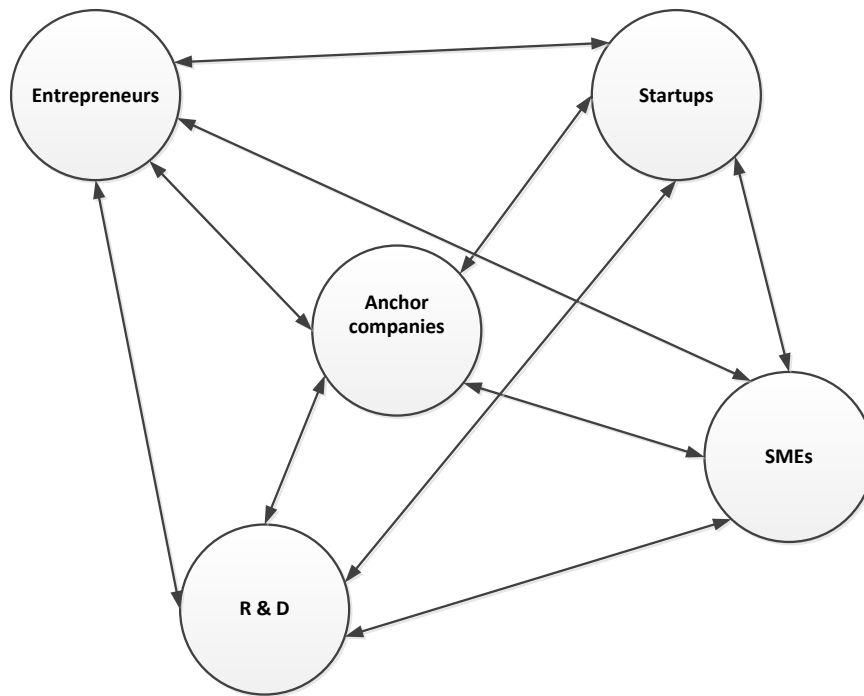 Entrepreneurs
Startups
Anchor
companies
SMEs
R & D